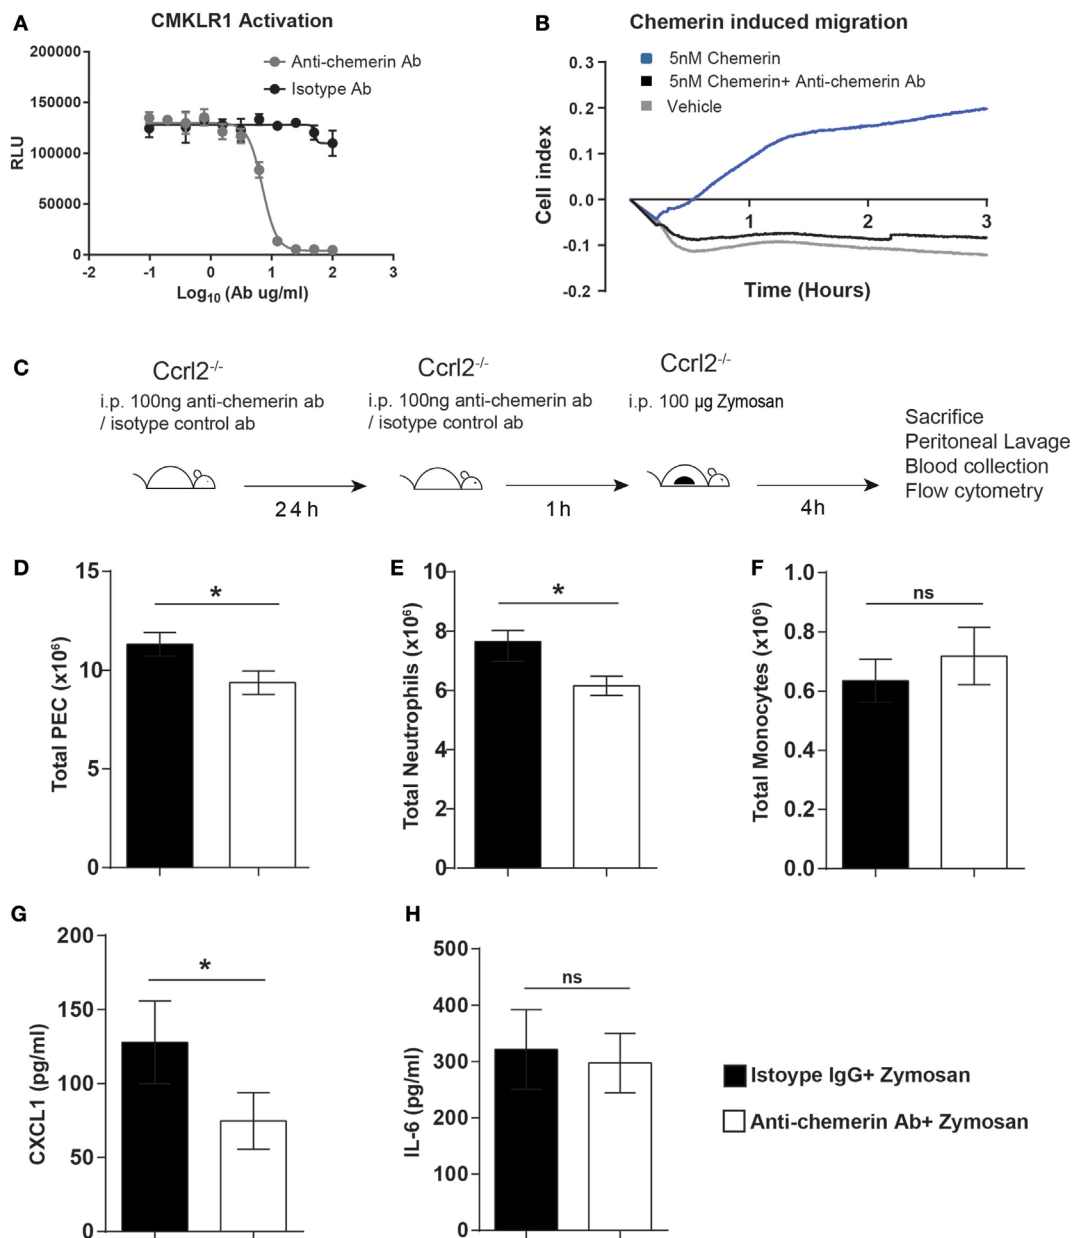 A
CMKLR1 Activation
200000
150000
100000
50000
0
RLU
Anti-chemerin Ab
Isotype Ab
-2
-1
0
1
2
3
Log10 (Ab ug/ml)
B
Chemerin induced migration
5nM Chemerin
5nM Chemerin+ Anti-chemerin Ab
Vehicle
0.3
0.2
0.1
0.0
-0.1
-0.2
Cell index
1
2
3
Time (Hours)
C
Ccrl2-/-
i.p. 100ng anti-chemerin ab
/ isotype control ab
24h
Ccrl2-/-
i.p. 100ng anti-chemerin ab
/ isotype control ab
1h
Ccrl2-/-
i.p. 100 µg Zymosan
4h
Sacrifice
Peritoneal Lavage
Blood collection
Flow cytometry
D
15
10
5
0
Total PEC (x10⁶)
*
E
10
8
6
4
2
0
Total Neutrophils (x10⁶)
*
F
1.0
0.8
0.6
0.4
0.2
0.0
Total Monocytes (x10⁶)
ns
G
200
150
100
50
0
CXCL1 (pg/ml)
*
H
500
400
300
200
100
0
IL-6 (pg/ml)
ns
Istoype IgG+ Zymosan
Anti-chemerin Ab+ Zymosan